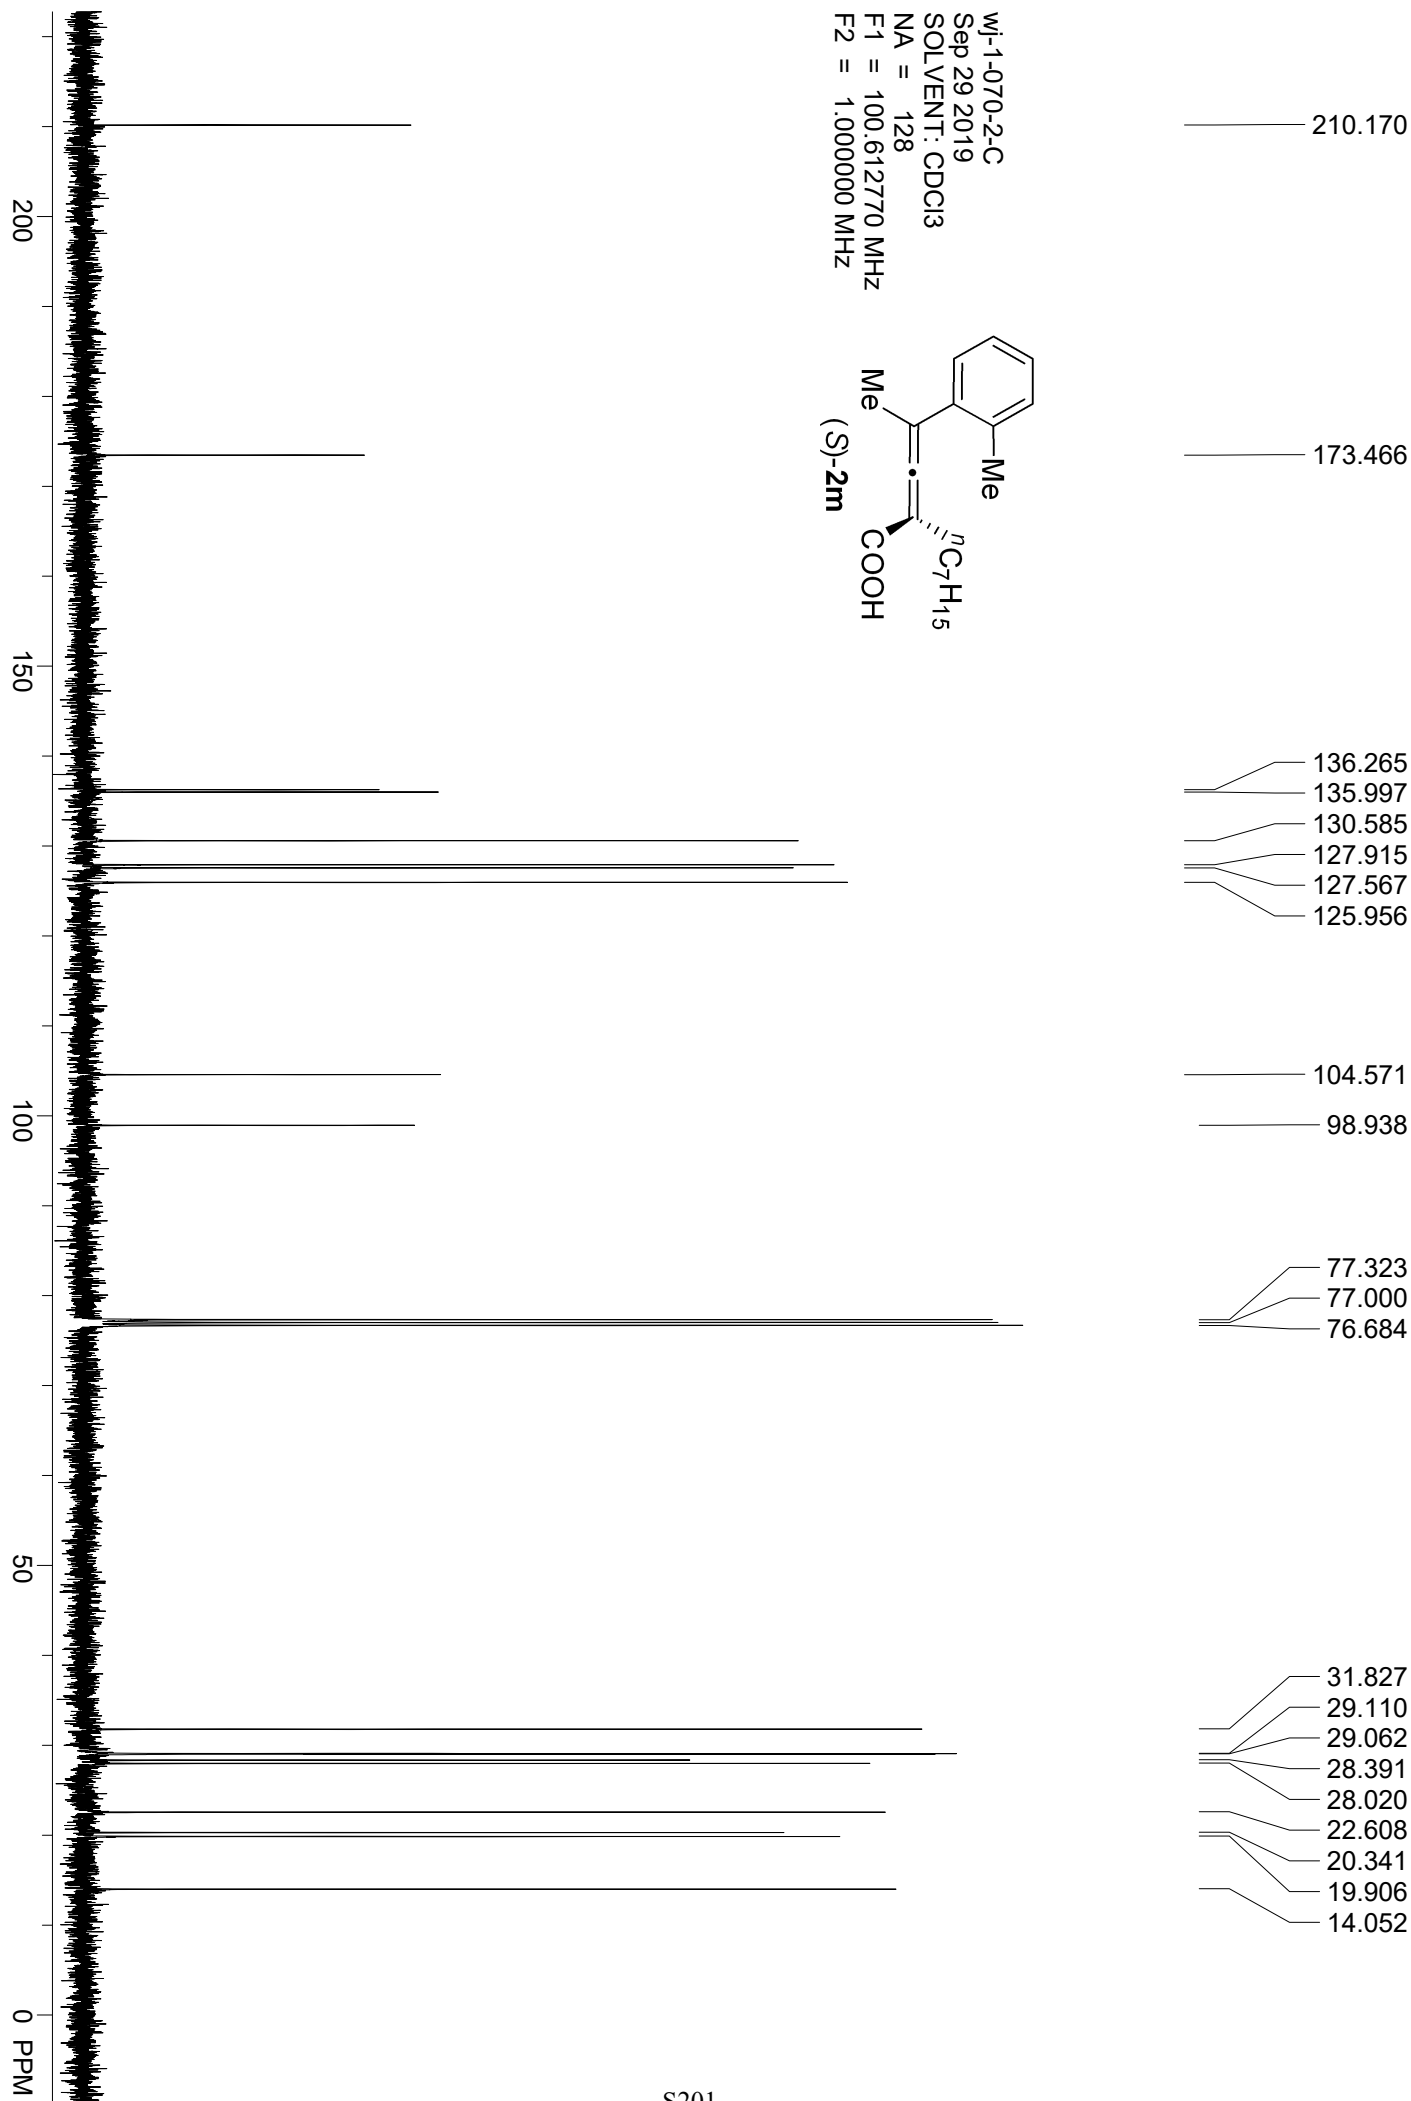 wj-1-070-2-C
Sep 29 2019
SOLVENT: CDCl3
NA = 128
F1 = 100.612770 MHz
F2 = 1.000000 MHz
Me
Me
nC7H15
COOH
(S)-2m
210.170
173.466
136.265
135.997
130.585
127.915
127.567
125.956
104.571
98.938
77.323
77.000
76.684
31.827
29.110
29.062
28.391
28.020
22.608
20.341
19.906
14.052
200
150
100
50
0 PPM
S201